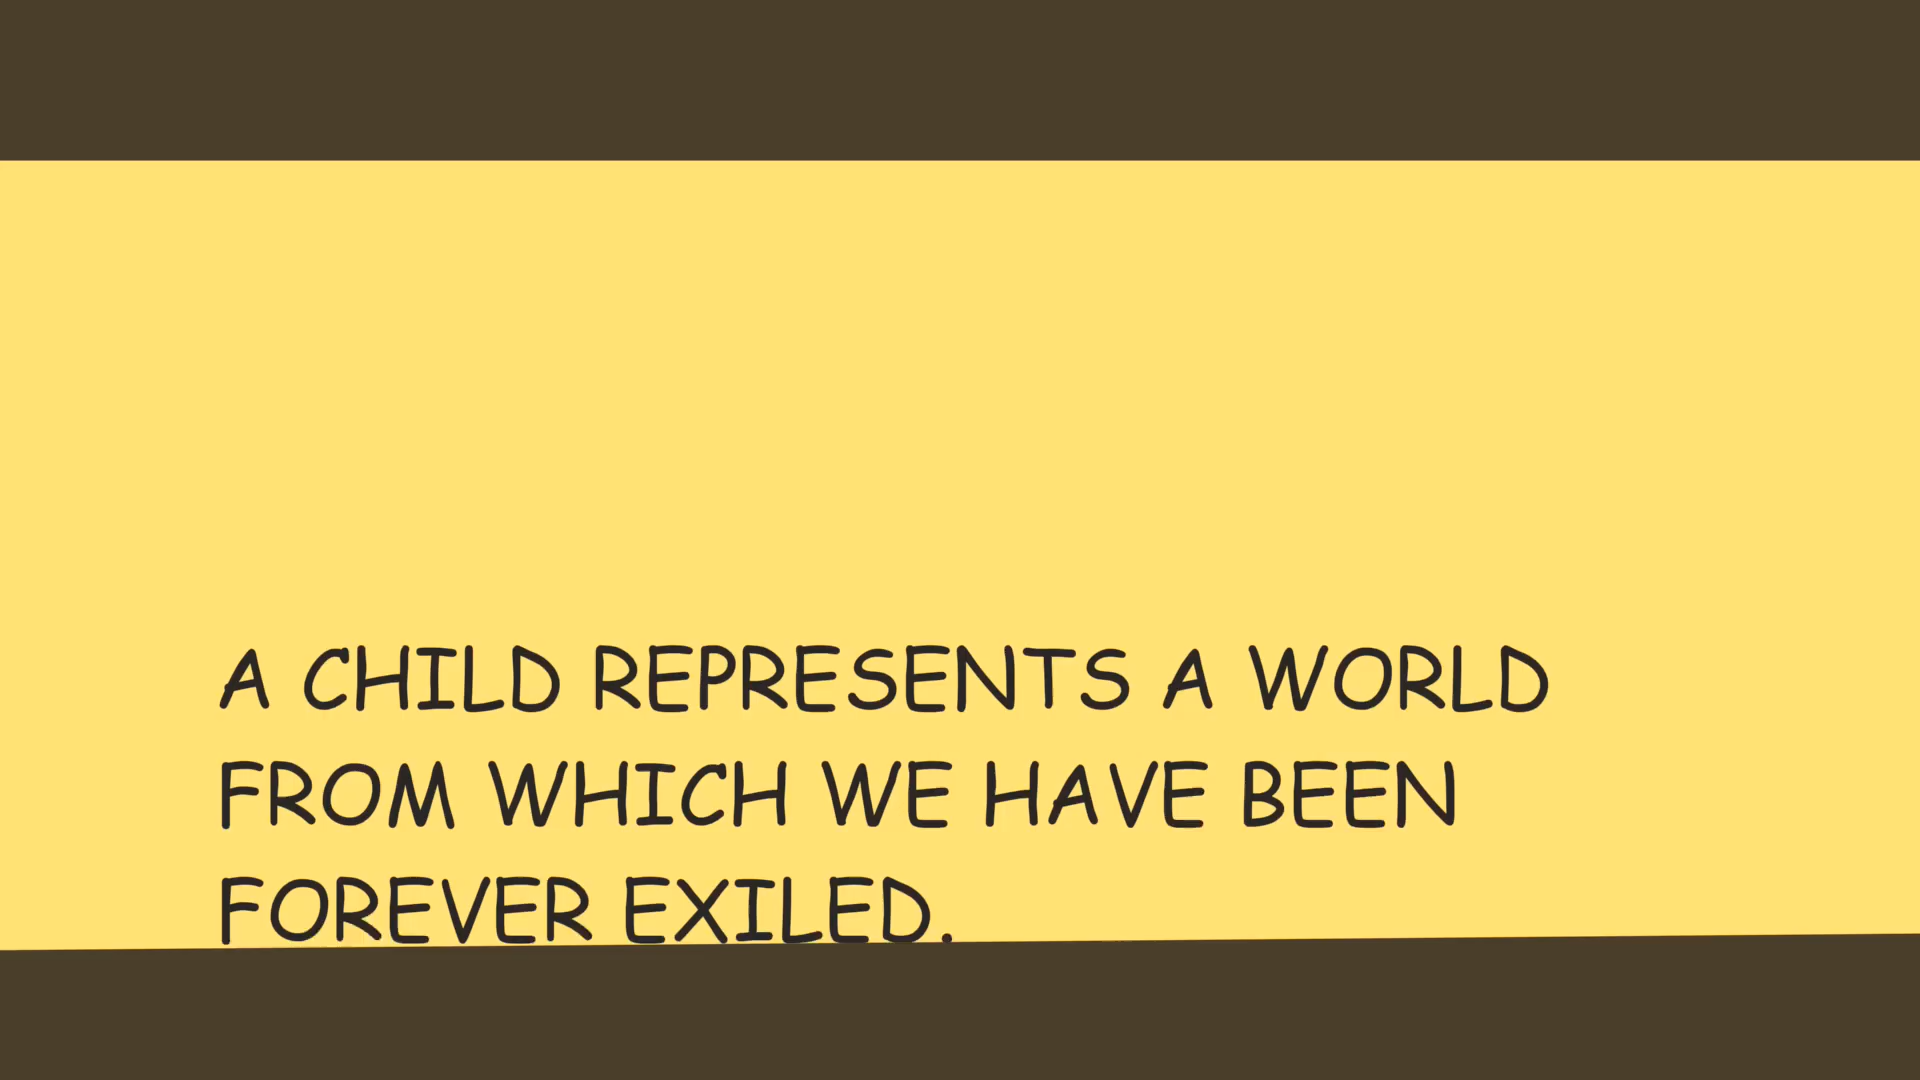 A CHILD REPRESENTS A WORLD
FROM WHICH WE HAVE BEEN
FOREVER EXILED.